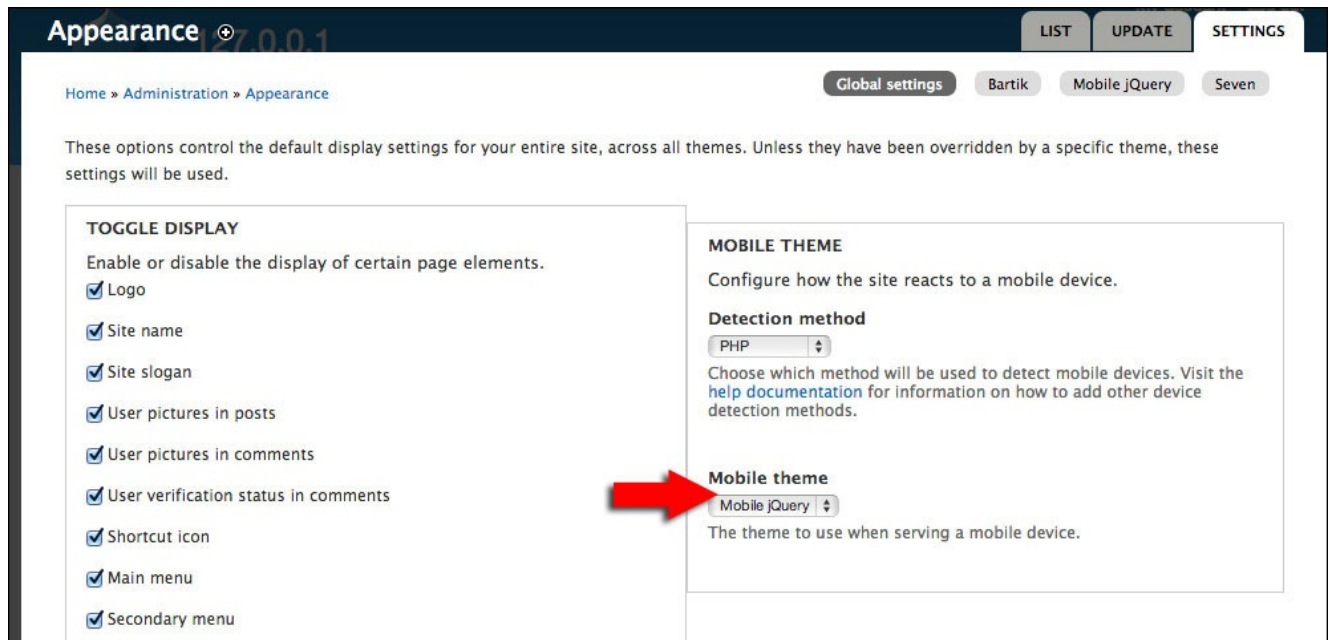 Appearance
127.0.0.1
LIST
UPDATE
SETTINGS
Home » Administration » Appearance
Global settings
Bartik
Mobile jQuery
Seven
These options control the default display settings for your entire site, across all themes. Unless they have been overridden by a specific theme, these
settings will be used.
TOGGLE DISPLAY
Enable or disable the display of certain page elements.
Logo
Site name
Site slogan
User pictures in posts
User pictures in comments
User verification status in comments
Shortcut icon
Main menu
Secondary menu
MOBILE THEME
Configure how the site reacts to a mobile device.
Detection method
PHP
Choose which method will be used to detect mobile devices. Visit the
help documentation for information on how to add other device
detection methods.
Mobile theme
Mobile jQuery
The theme to use when serving a mobile device.